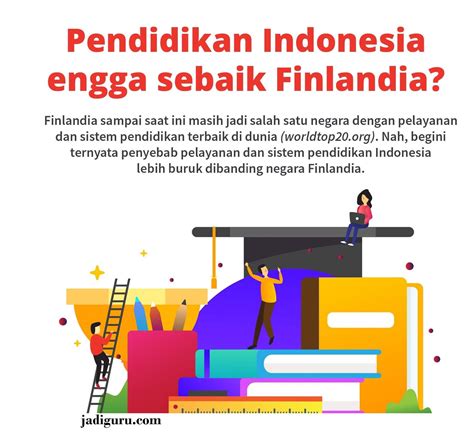 Pendidikan Indonesia
engga sebaik Finlandia?
Finlandia sampai saat ini masih jadi salah satu negara dengan pelayanan
dan sistem pendidikan terbaik di dunia (worldtop20.org). Nah, begini
ternyata penyebab pelayanan dan sistem pendidikan Indonesia
lebih buruk dibanding negara Finlandia.
jadiguru.com